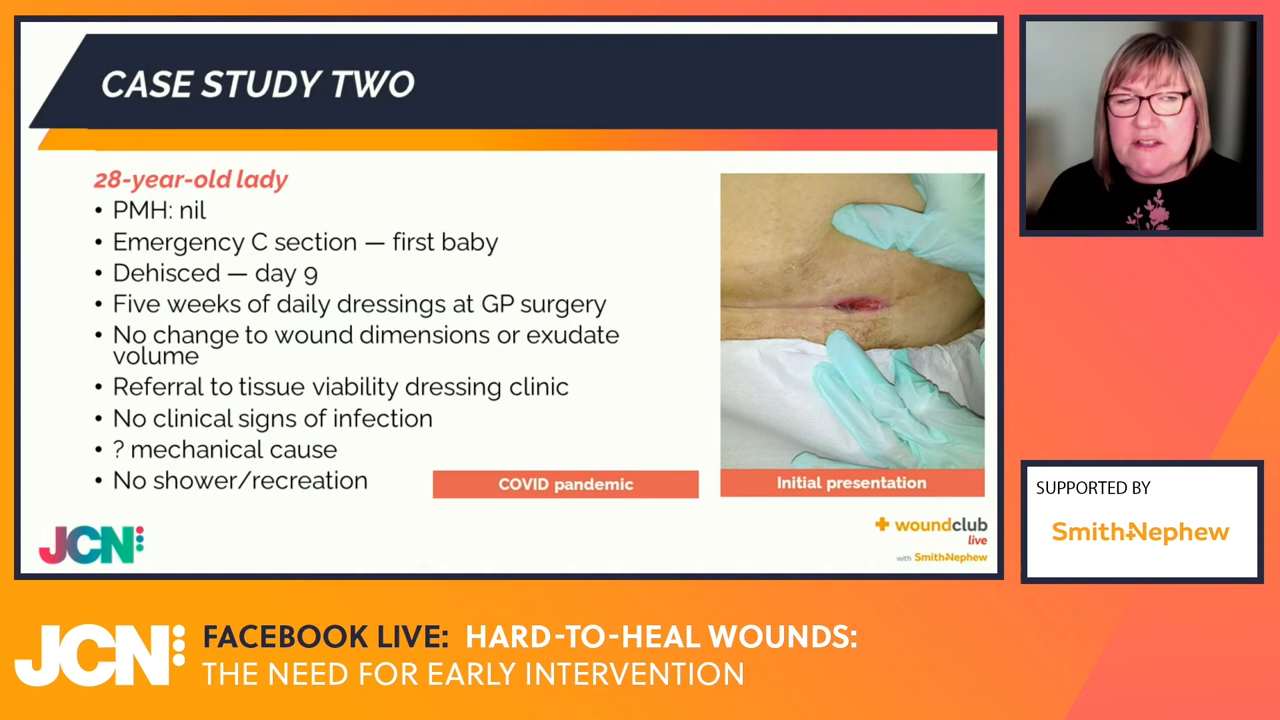 CASE STUDY TWO
28-year-old lady
• PMH: nil
• Emergency C section — first baby
• Dehisced — day 9
• Five weeks of daily dressings at GP surgery
• No change to wound dimensions or exudate
volume
• Referral to tissue viability dressing clinic
• No clinical signs of infection
• ? mechanical cause
• No shower/recreation
COVID pandemic
Initial presentation
JCN
woundclub
live
with Smith+Nephew
SUPPORTED BY
Smith+Nephew
JCN
FACEBOOK LIVE: HARD-TO-HEAL WOUNDS:
THE NEED FOR EARLY INTERVENTION